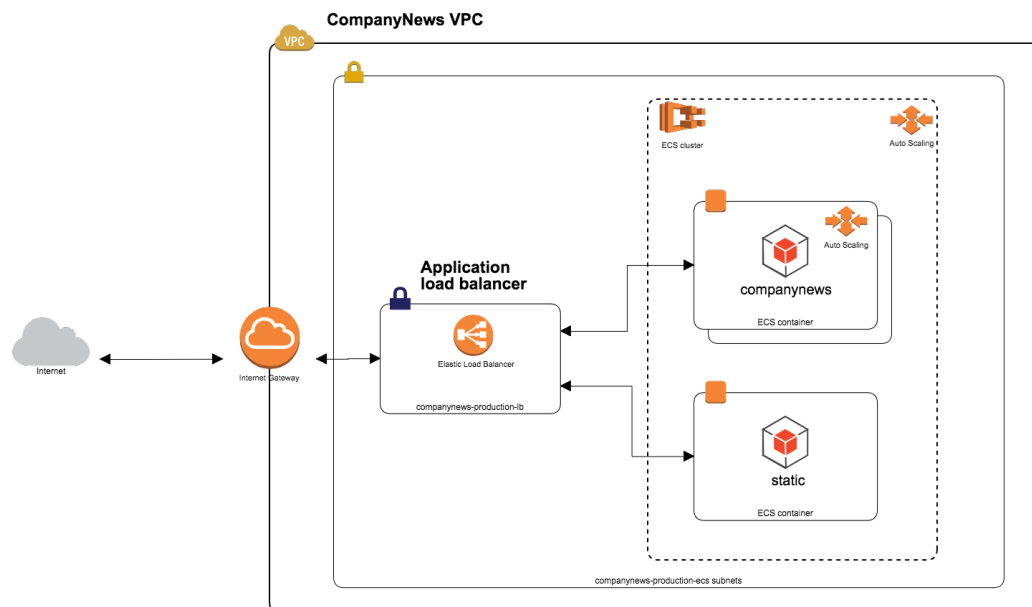 CompanyNews VPC
VPC
ECS cluster
Auto Scaling
Auto Scaling
companynews
ECS container
Application
load balancer
Elastic Load Balancer
companynews-production-lb
Internet
Internet Gateway
static
ECS container
companynews-production-ecs subnets